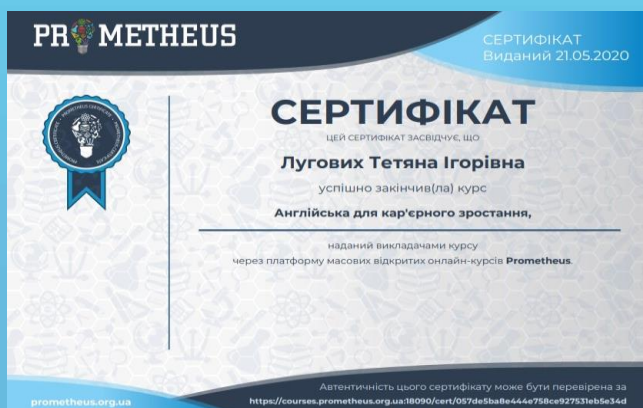 PROMETHEUS
СЕРТИФІКАТ
Виданий 21.05.2020
СЕРТИФІКАТ
ЦЕЙ СЕРТИФІКАТ ЗАСВІДЧУЄ, ЩО
Лугових Тетяна Ігорівна
успішно закінчив(ла) курс
Англійська для кар'єрного зростання,
наданий викладачами курсу
через платформу масових відкритих онлайн-курсів Prometheus.
Автентичність цього сертифікату може бути перевірена за
prometheus.org.ua
https://courses.prometheus.org.ua:18090/cert/057de5ba8e444e758ce927531eb5e34d